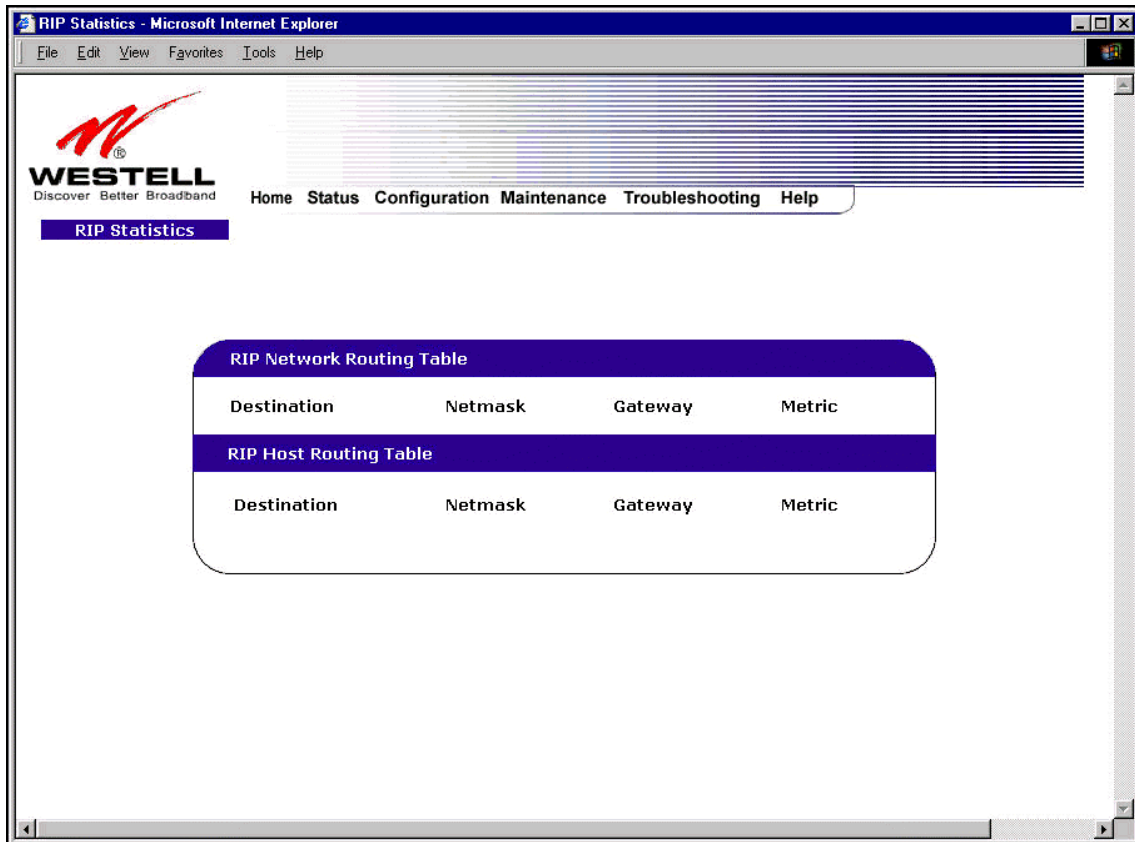 RIP Statistics - Microsoft Internet Explorer
File Edit View Favorites Tools Help
®
WESTELL
Discover Better Broadband
Home Status Configuration Maintenance Troubleshooting Help
RIP Statistics
RIP Network Routing Table
Destination Netmask Gateway Metric
RIP Host Routing Table
Destination Netmask Gateway Metric